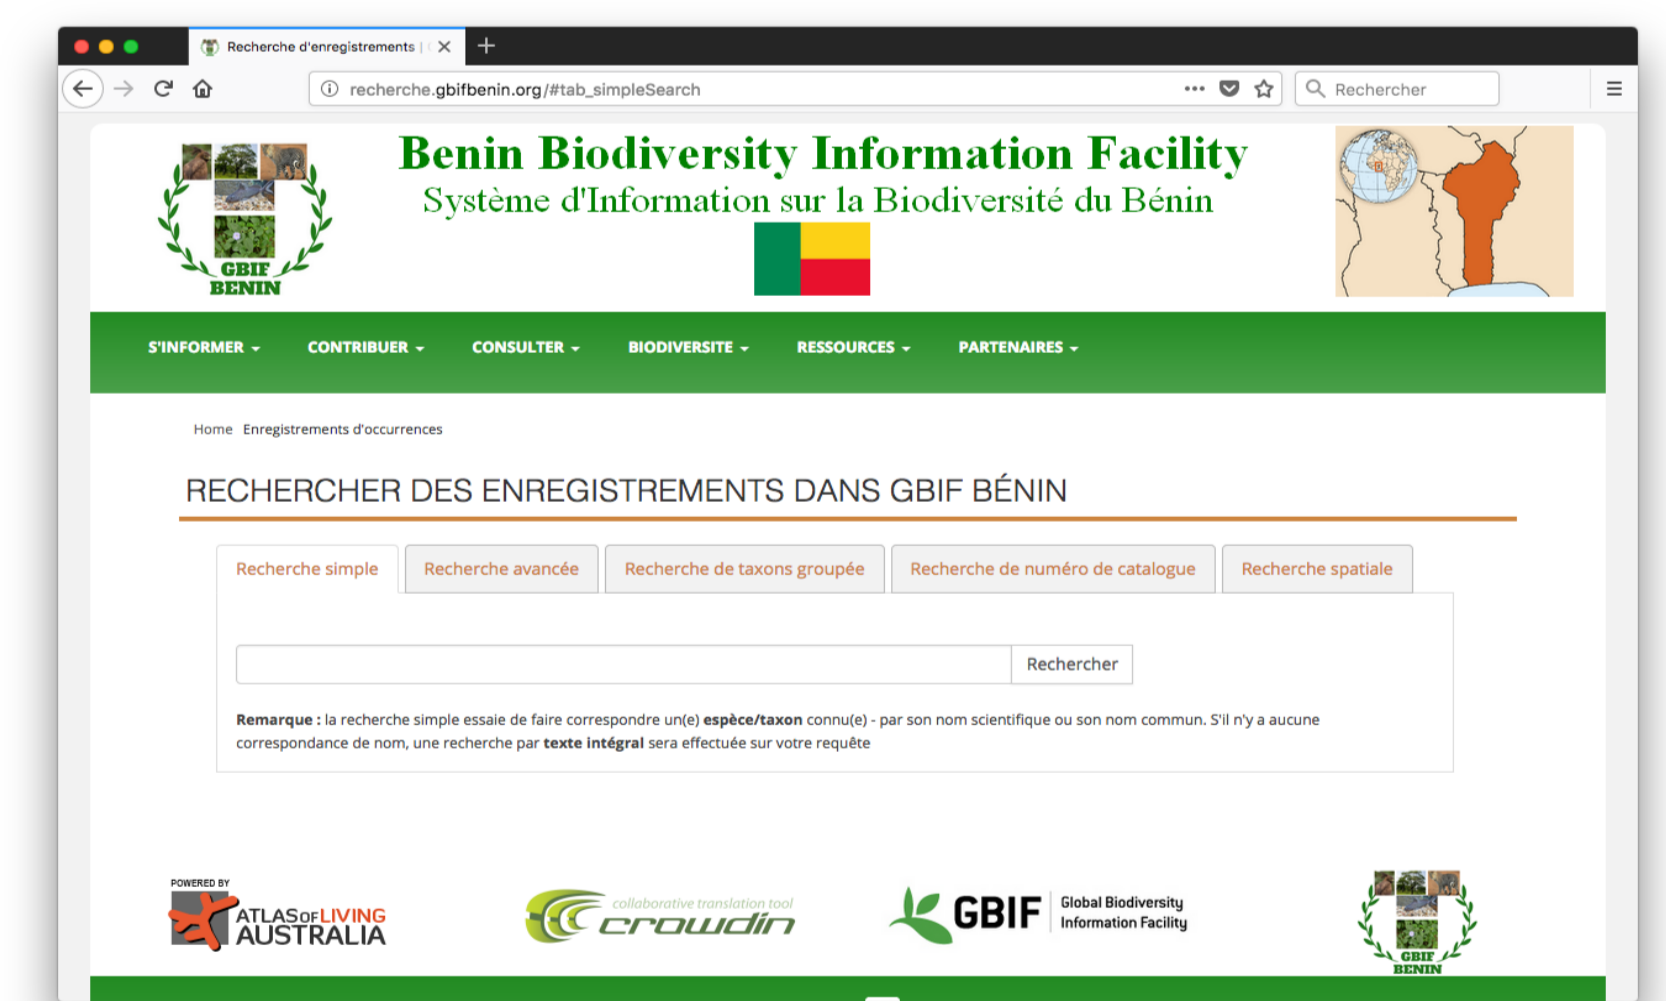 Recherche d'enregistrements |
recherche.gbifbenin.org/#tab_simpleSearch
Rechercher
Benin Biodiversity Information Facility
Système d'Information sur la Biodiversité du Bénin
GBIF
BENIN
S'INFORMER CONTRIBUER CONSULTER BIODIVERSITE RESSOURCES PARTENAIRES
Home Enregistrements d'occurrences
RECHERCHER DES ENREGISTREMENTS DANS GBIF BÉNIN
Recherche simple Recherche avancée Recherche de taxons groupée Recherche de numéro de catalogue Recherche spatiale
Rechercher
Remarque : la recherche simple essaie de faire correspondre un(e) espèce/taxon connu(e) - par son nom scientifique ou son nom commun. S'il n'y a aucune
correspondance de nom, une recherche par texte intégral sera effectuée sur votre requête
POWERED BY
ATLAS OF LIVING
AUSTRALIA
collaborative translation tool
crowdin
GBIF
Global Biodiversity
Information Facility
GBIF
BENIN